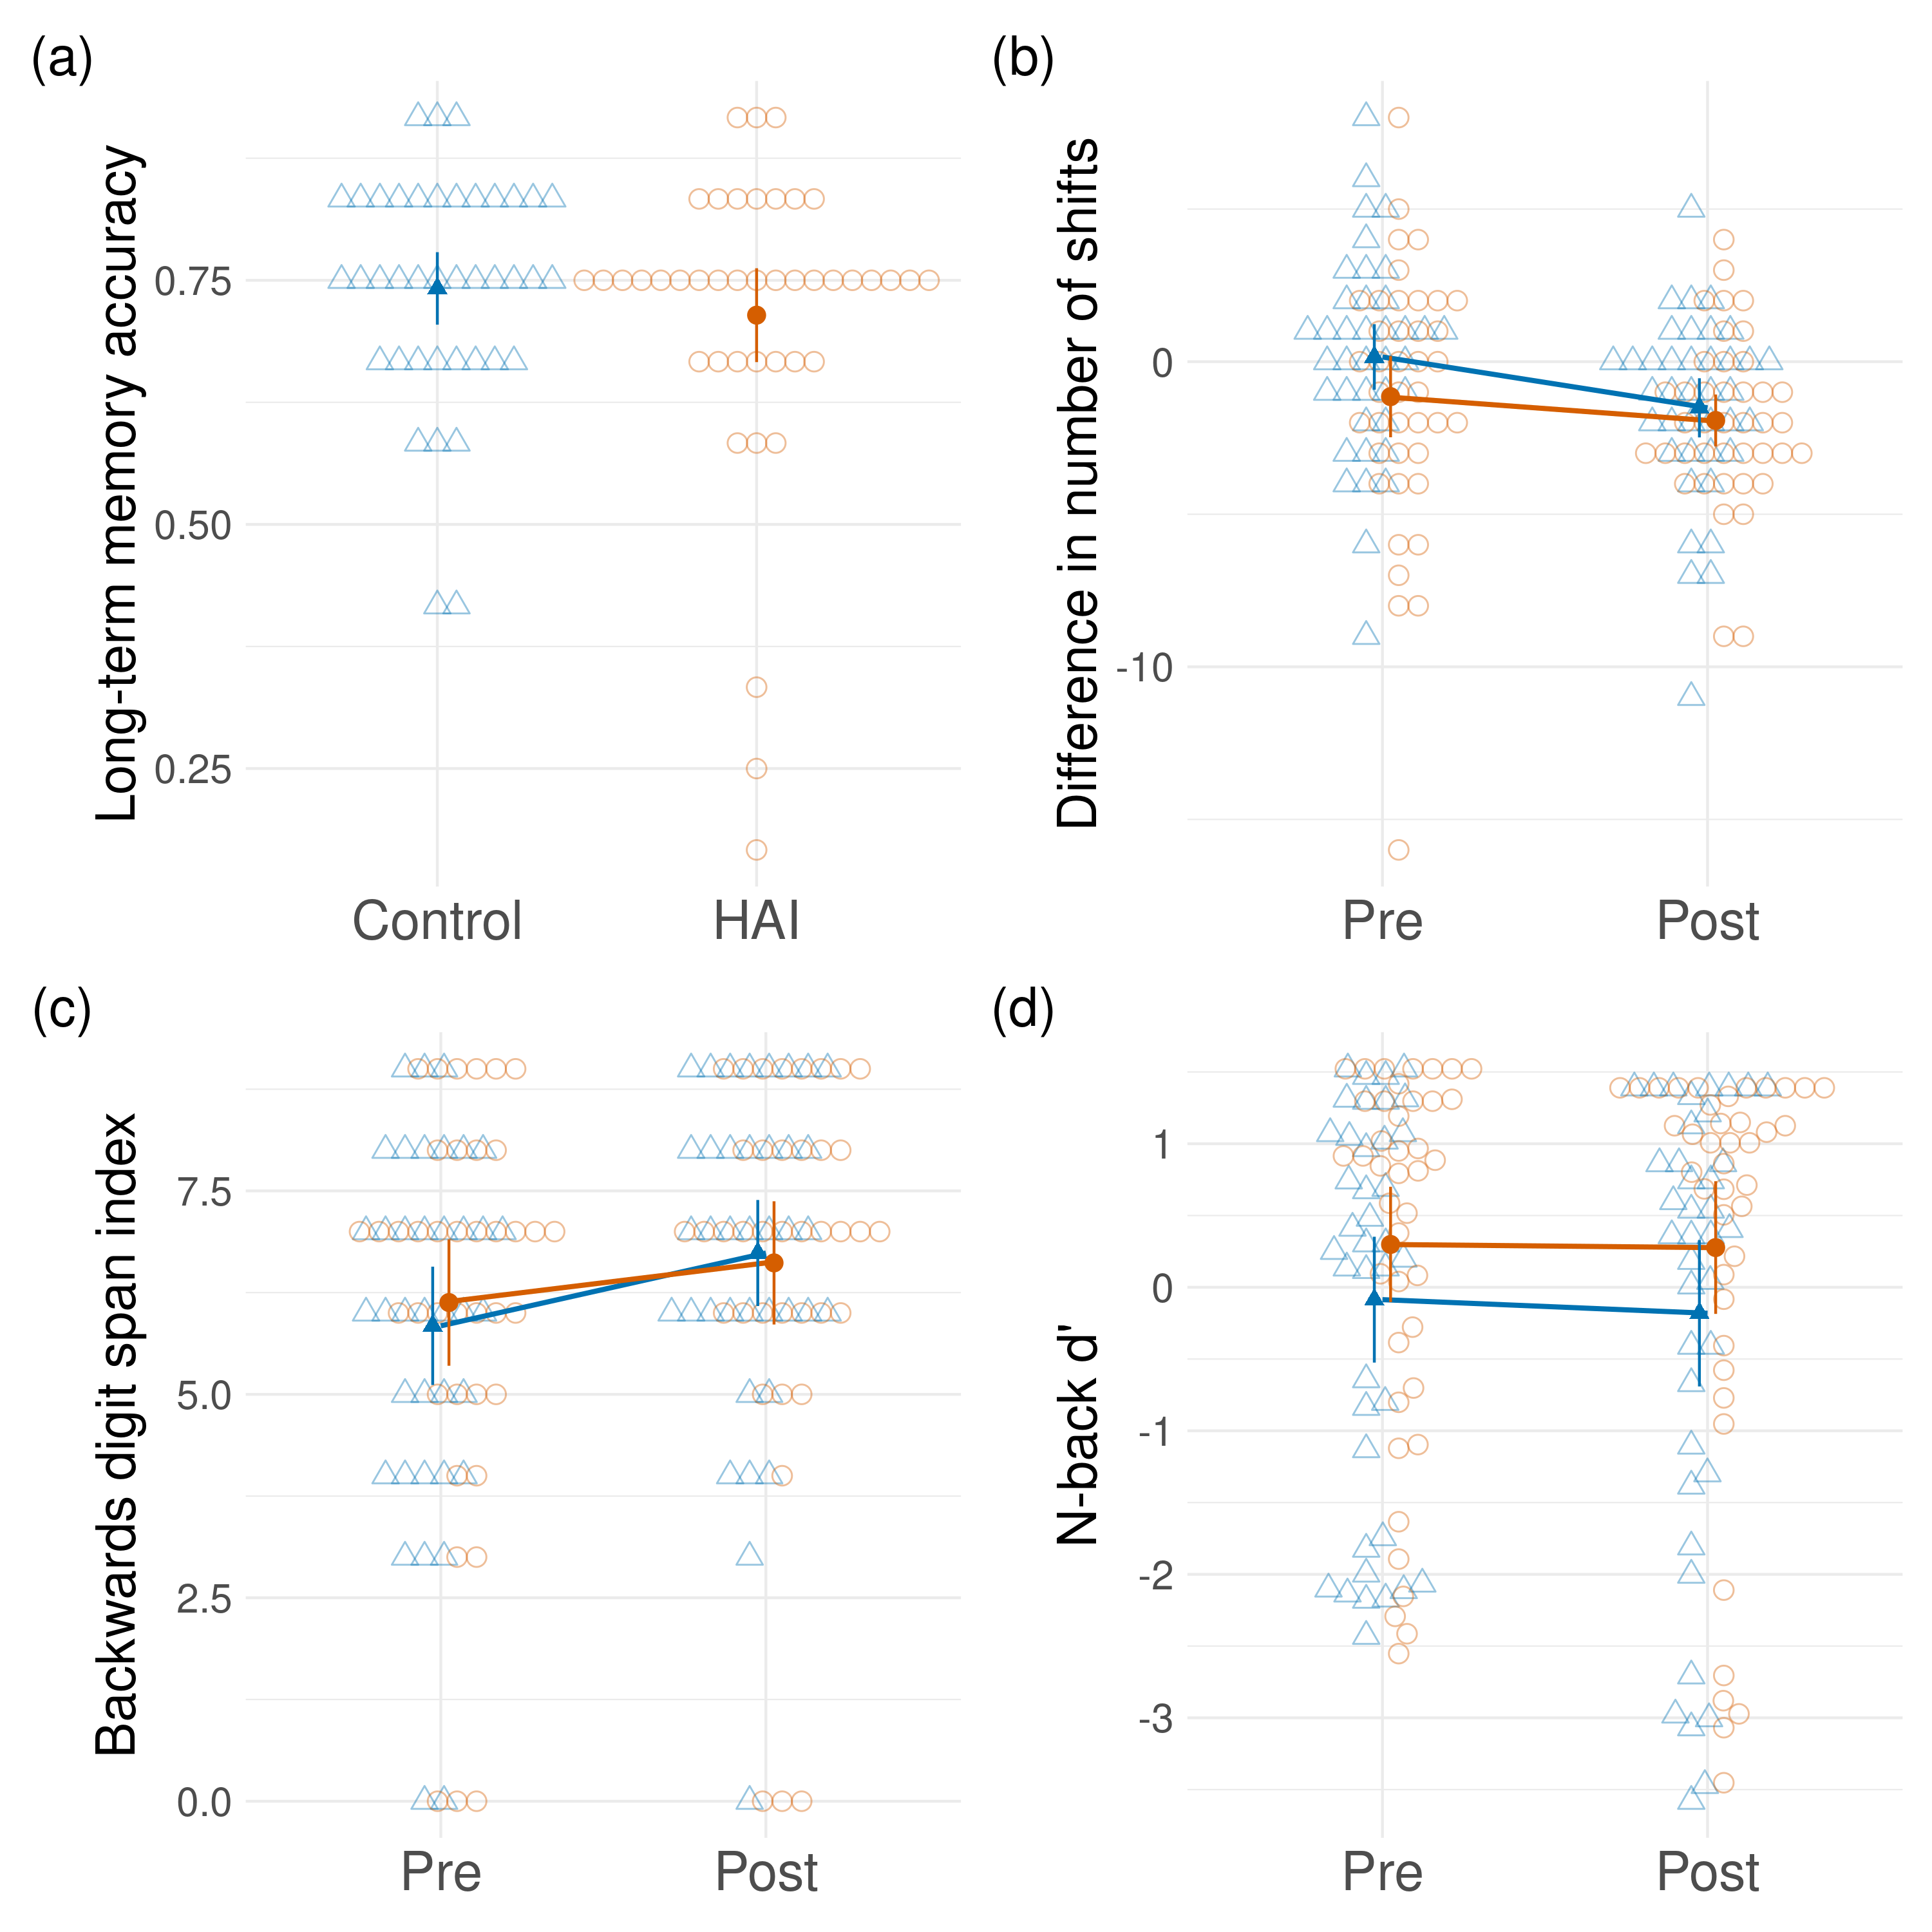 (a)
Long-term memory accuracy
0.75
0.50
0.25
Control HAI
(b)
Difference in number of shifts
0
-10
Pre Post
(c)
Backwards digit span index
7.5
5.0
2.5
0.0
Pre Post
(d)
N-back d'
1
0
-1
-2
-3
Pre Post